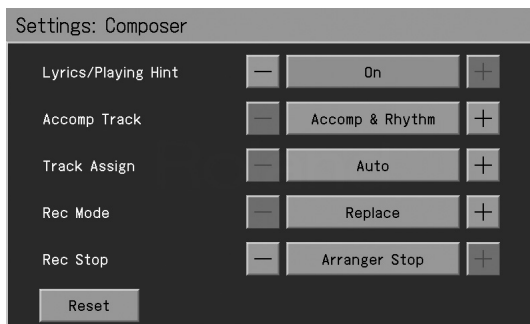 Settings: Composer
Lyrics/Playing Hint — On +
Accomp Track — Accomp & Rhythm +
Track Assign — Auto +
Rec Mode — Replace +
Rec Stop — Arranger Stop +
Reset